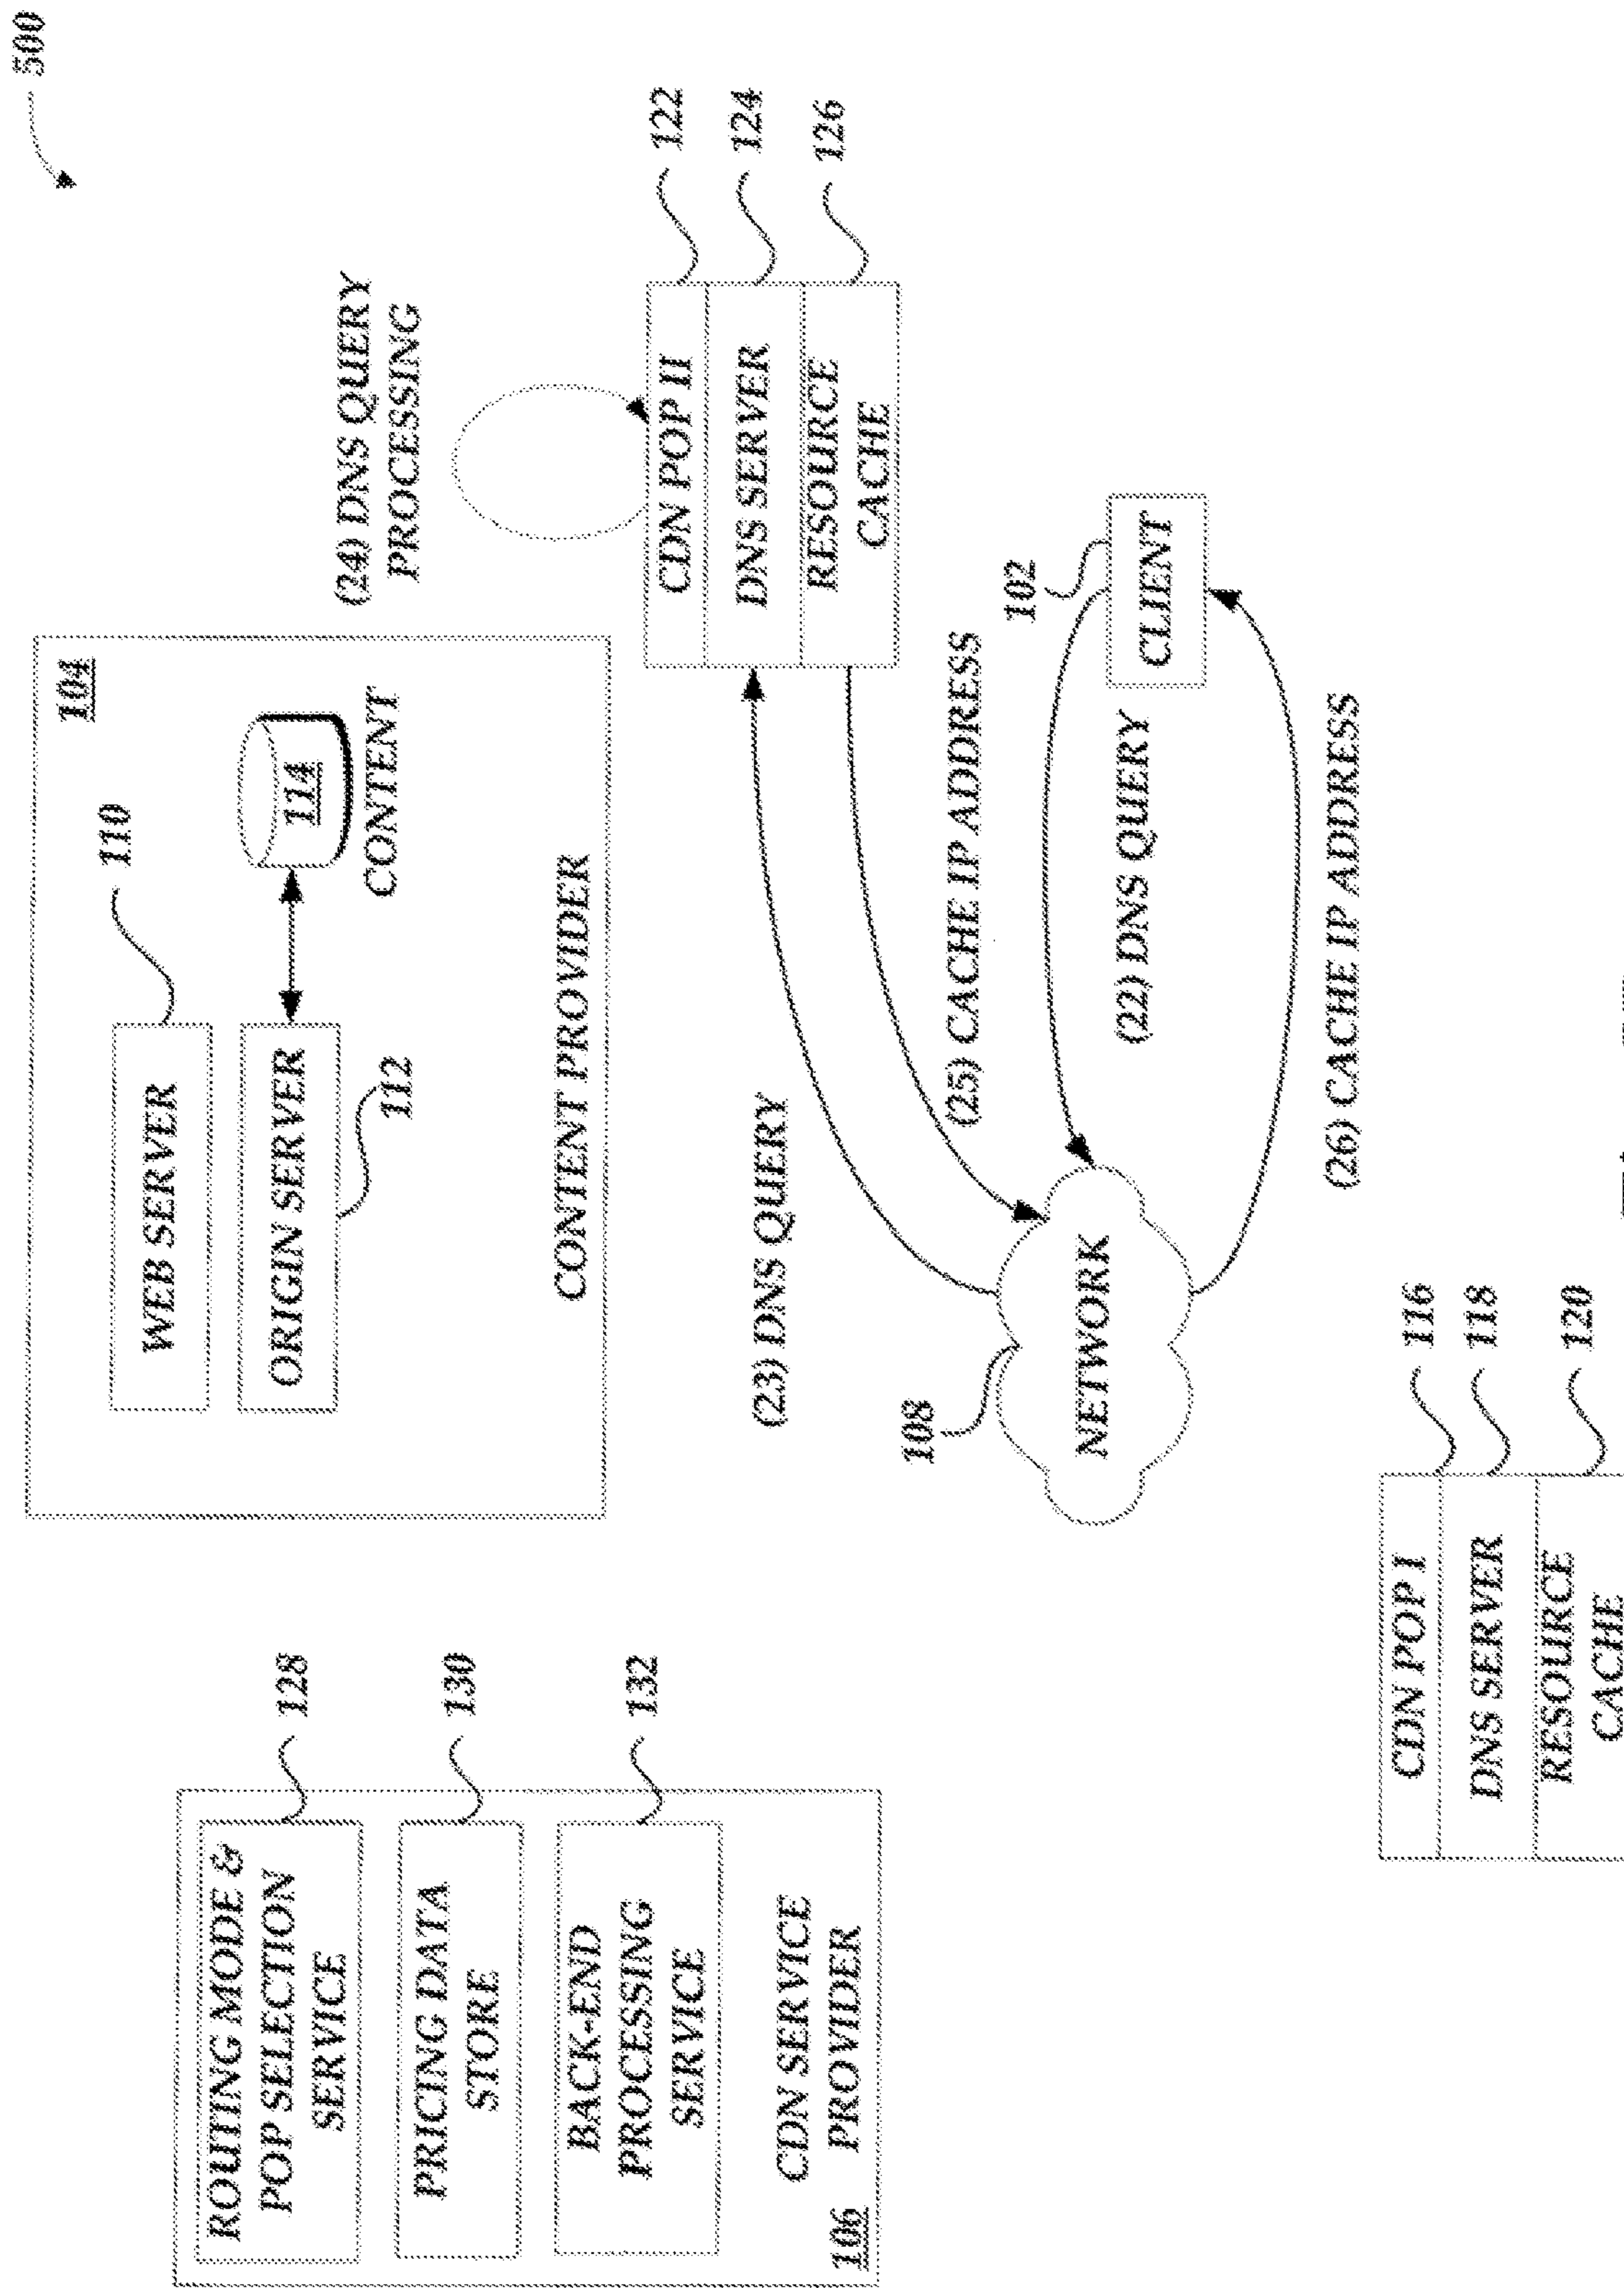 500
ROUTING MODE &
POP SELECTION
SERVICE
128
PRICING DATA
STORE
130
BACK-END
PROCESSING
SERVICE
132
CDN SERVICE
PROVIDER
106
104
WEB SERVER
110
ORIGIN SERVER
112
114
CONTENT
CONTENT PROVIDER
(24) DNS QUERY
PROCESSING
CDN POP II
122
DNS SERVER
124
RESOURCE
CACHE
126
(23) DNS QUERY
(25) CACHE IP ADDRESS
108
NETWORK
102
CLIENT
(22) DNS QUERY
(26) CACHE IP ADDRESS
CDN POP I
116
DNS SERVER
118
RESOURCE
CACHE
120